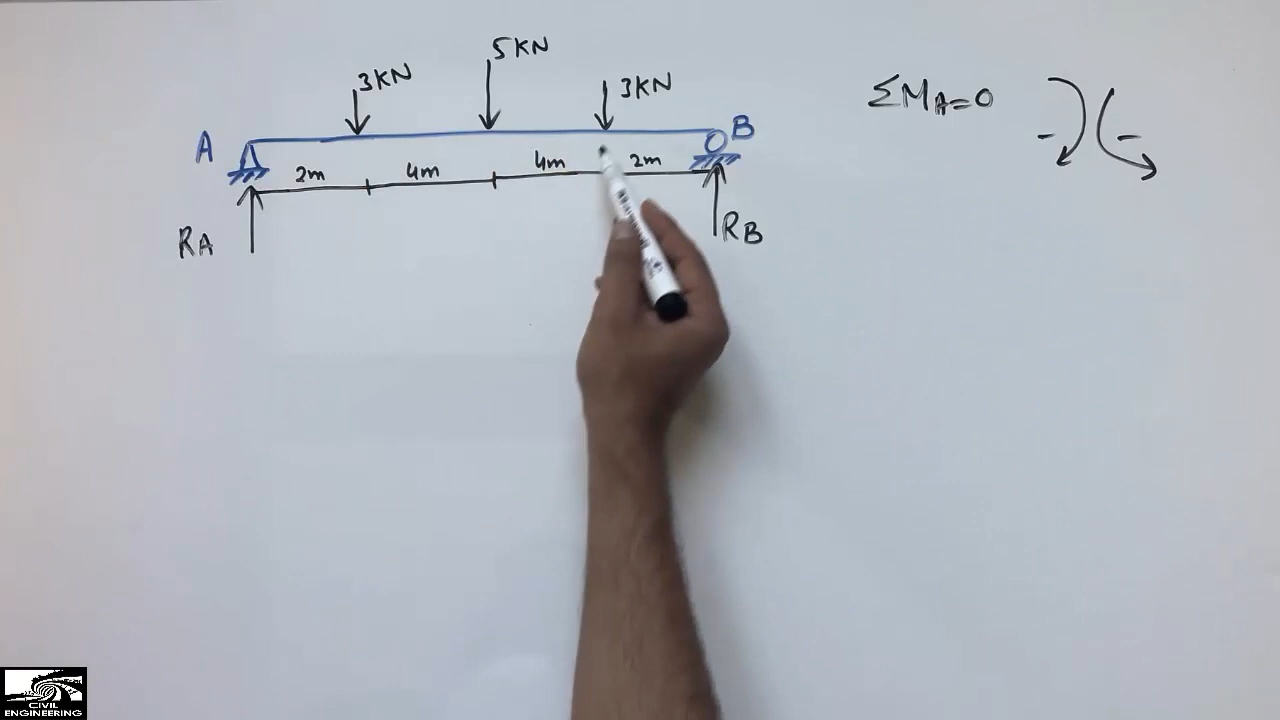 5KN
3KN
3KN
ΣMA=0
A
B
2m
4m
4m
2m
-
-
RA
RB
CIVIL
ENGINEERING